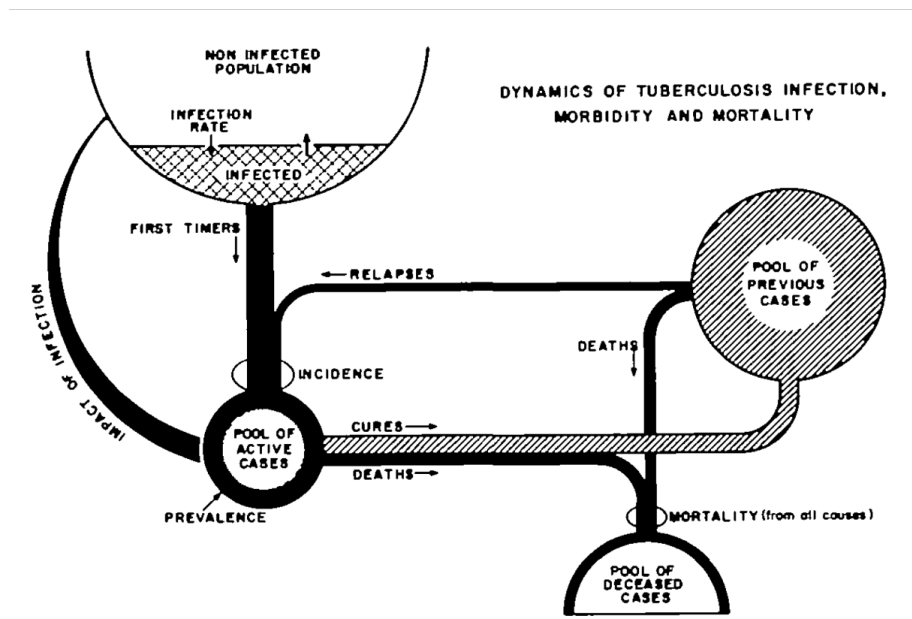 NON INFECTED
POPULATION
DYNAMICS OF TUBERCULOSIS INFECTION,
MORBIDITY AND MORTALITY
INFECTION
RATE
INFECTED
FIRST TIMERS
RELAPSES
POOL OF
PREVIOUS
CASES
IMPACT OF INFECTION
DEATHS
INCIDENCE
POOL OF
ACTIVE
CASES
CURES
DEATHS
PREVALENCE
MORTALITY (from all causes)
POOL OF
DECEASED
CASES